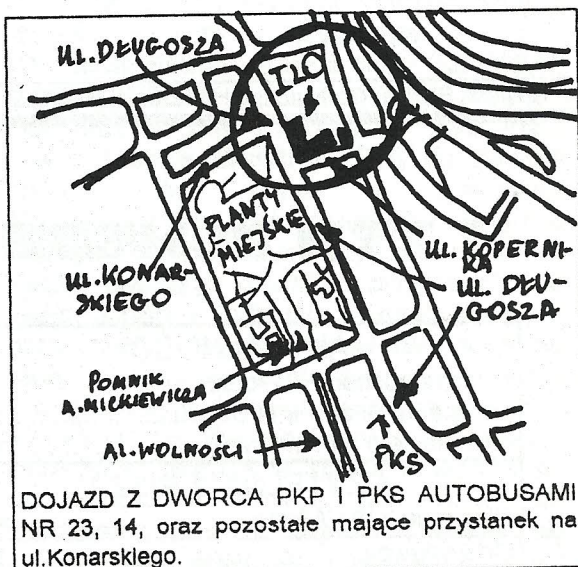 UL. DŁUGOSZA
ILO
PLANTY
MIEJSKIE
UL. KONAR-
SKIEGO
UL. KOPERNI-
KA
UL. DŁU-
GOSZA
POMNIK
A. MICKIEWICZA
AL. WOLNOŚCI
PKS
DOJAZD Z DWORCA PKP I PKS AUTOBUSAMI
NR 23, 14, oraz pozostałe mające przystanek na
ul.Konarskiego.